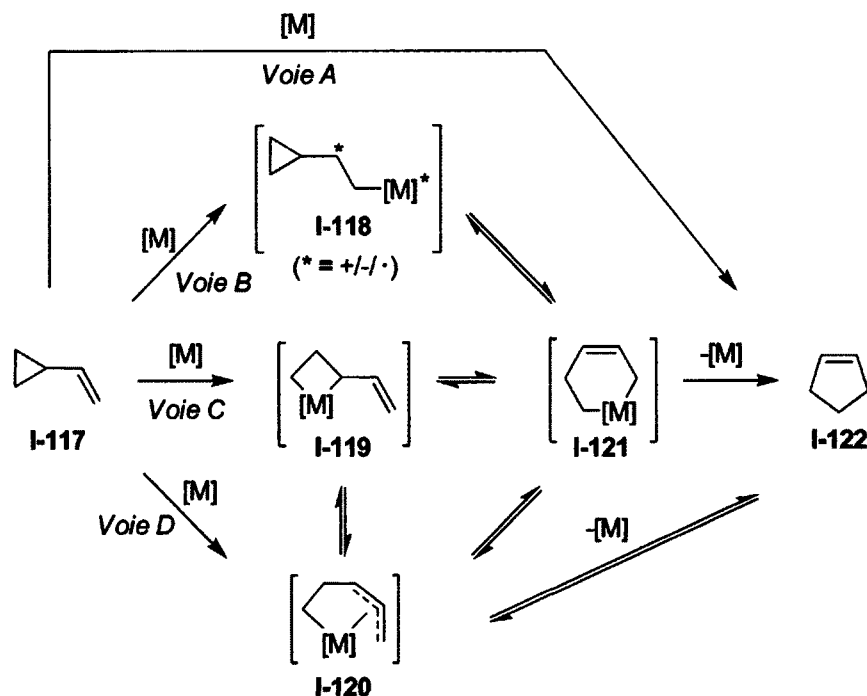 [M]
Voie A
*
[M]*
I-118
(* = +/-/·)
[M]
Voie B
[M]
Voie C
[M]
I-117
I-119
[M]
I-121
-[M]
I-122
[M]
Voie D
-[M]
[M]
I-120